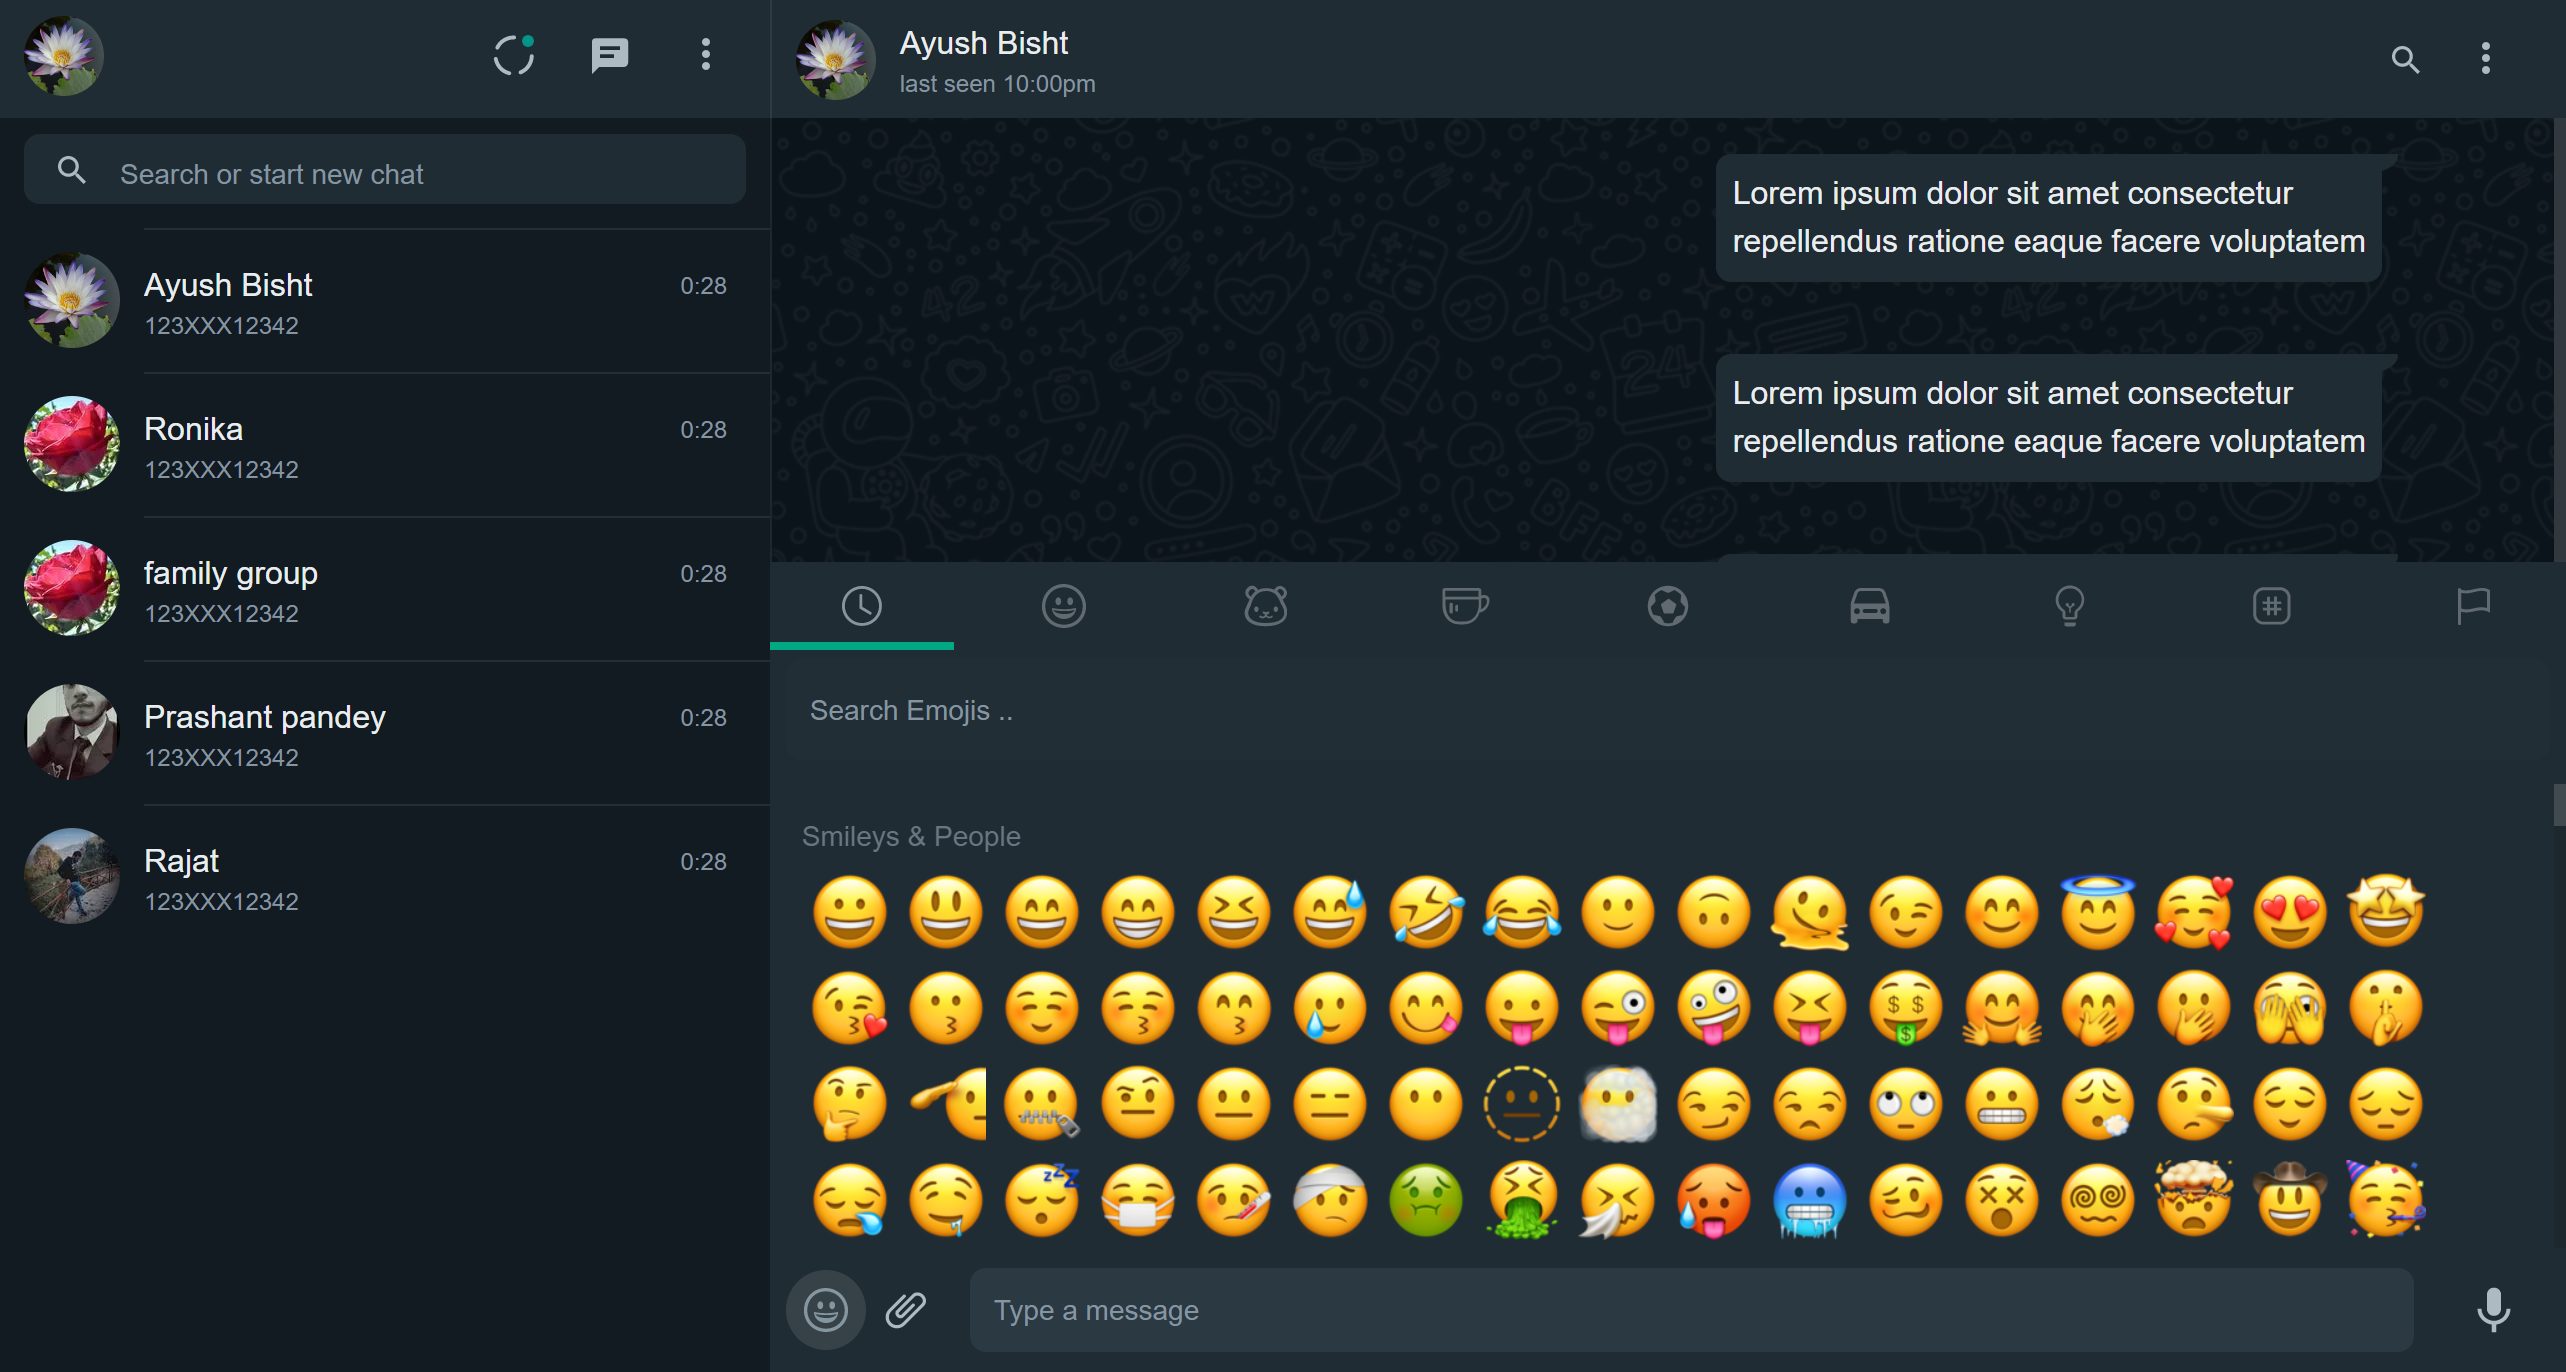 Search or start new chat
Ayush Bisht
0:28
123XXX12342
Ronika
0:28
123XXX12342
family group
0:28
123XXX12342
Prashant pandey
0:28
123XXX12342
Rajat
0:28
123XXX12342
Ayush Bisht
last seen 10:00pm
Lorem ipsum dolor sit amet consectetur
repellendus ratione eaque facere voluptatem
Lorem ipsum dolor sit amet consectetur
repellendus ratione eaque facere voluptatem
Search Emojis ..
Smileys & People
Type a message